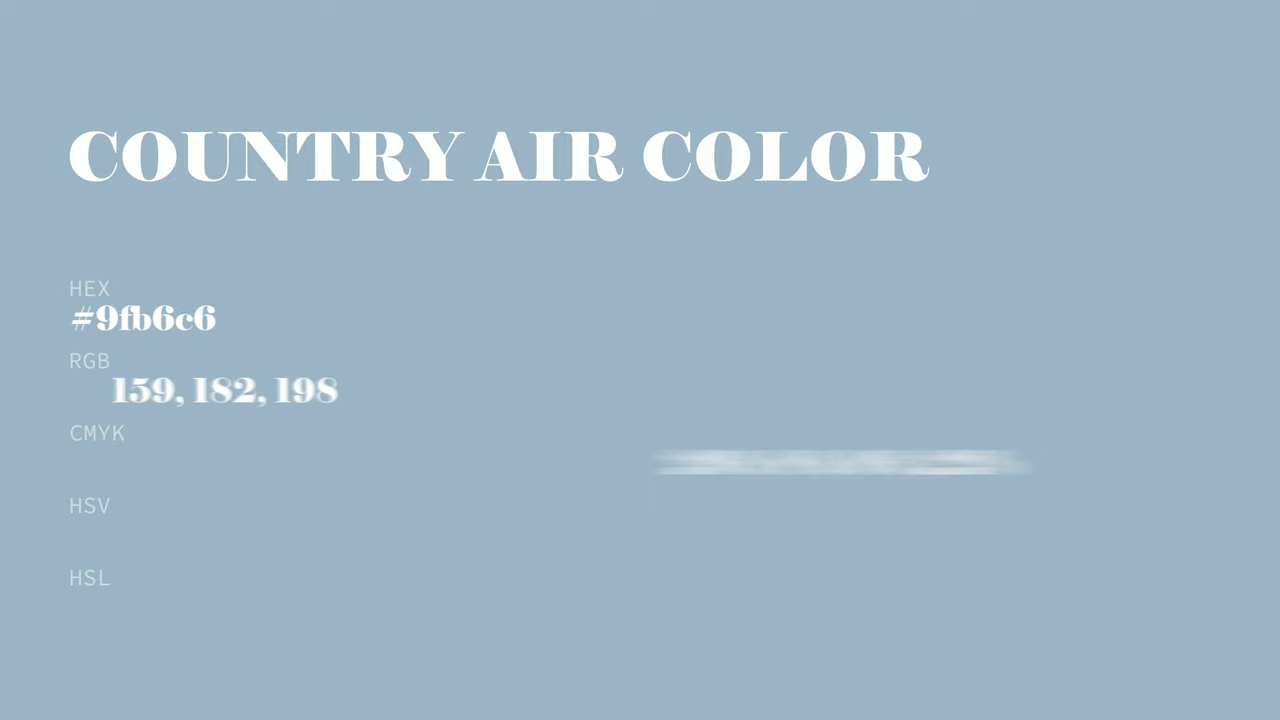 COUNTRY AIR COLOR
HEX
#9fb6c6
RGB
159, 182, 198
CMYK
HSV
HSL